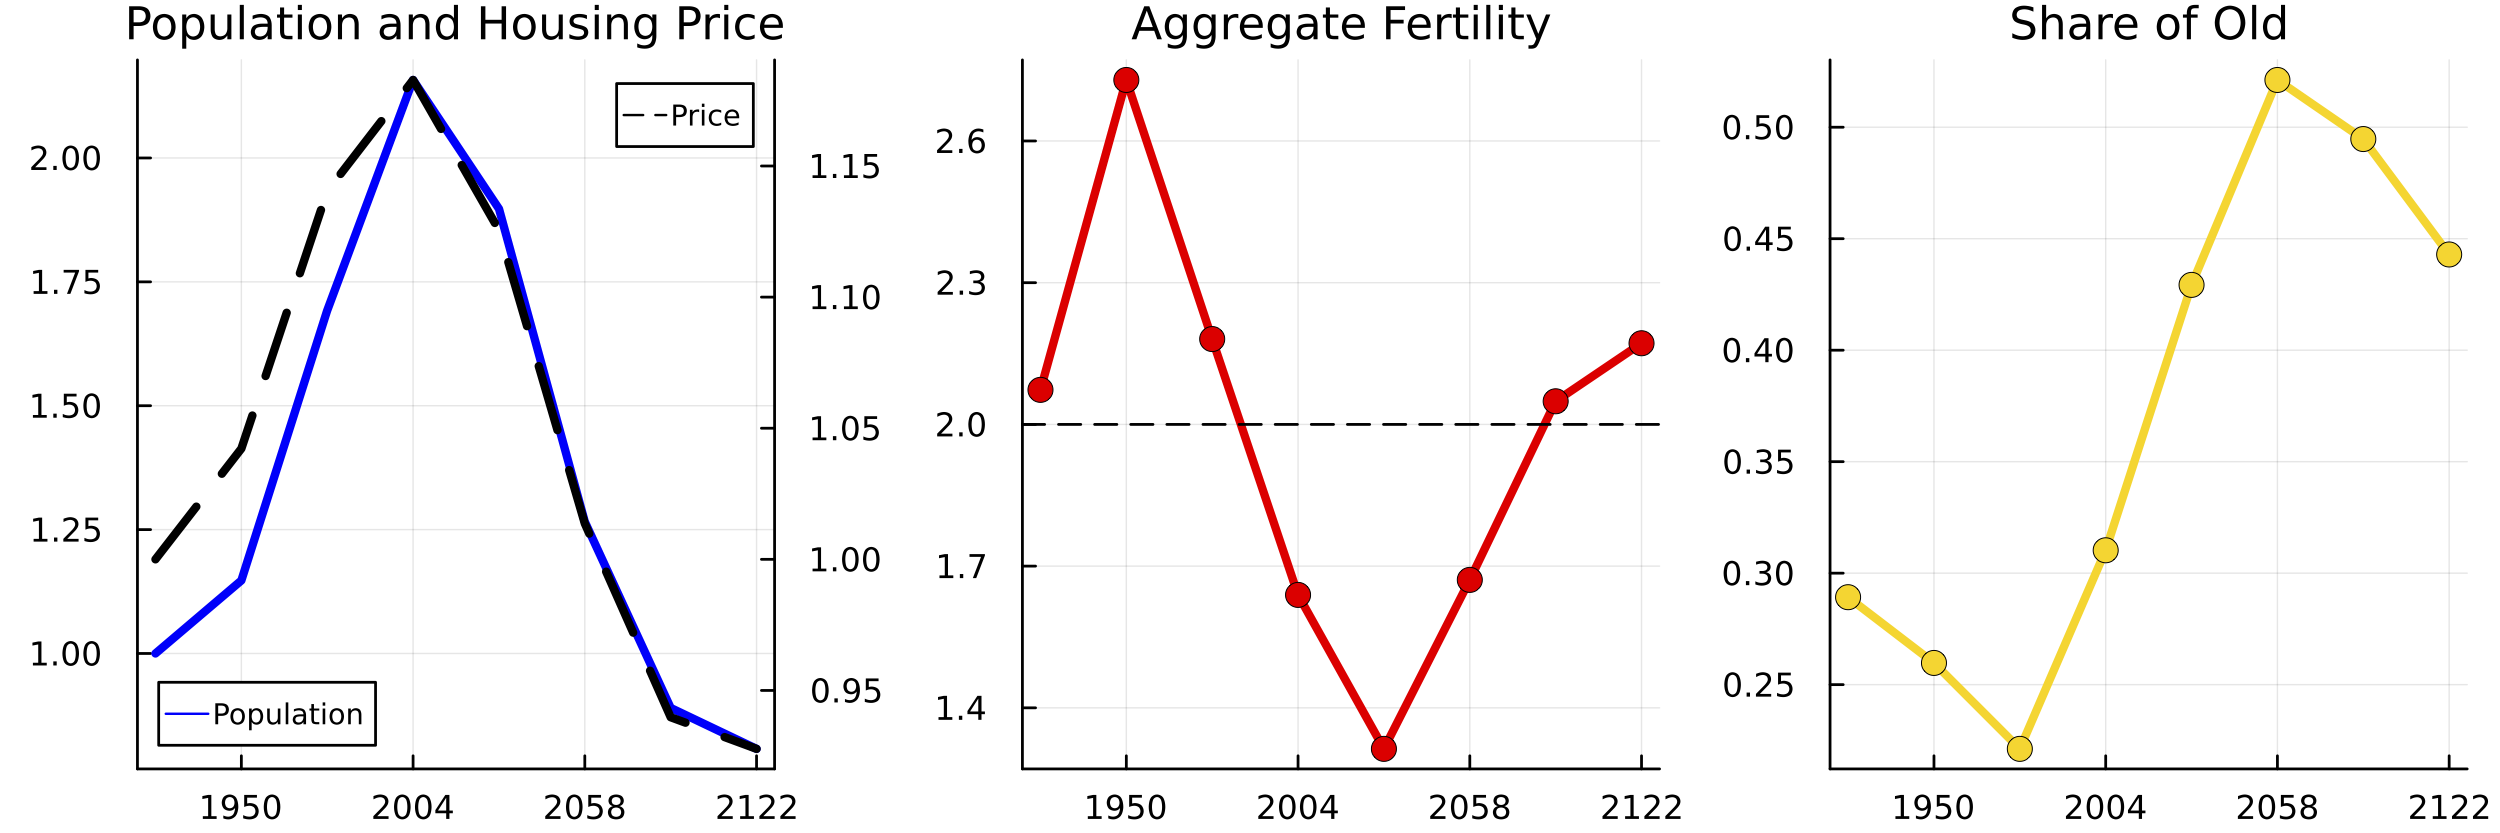 Population and Housing Price
Price
2.00
1.75
1.50
1.25
1.00
1.15
1.10
1.05
1.00
0.95
Population
1950 2004 2058 2122
Aggregate Fertility
2.6
2.3
2.0
1.7
1.4
1950 2004 2058 2122
Share of Old
0.50
0.45
0.40
0.35
0.30
0.25
1950 2004 2058 2122